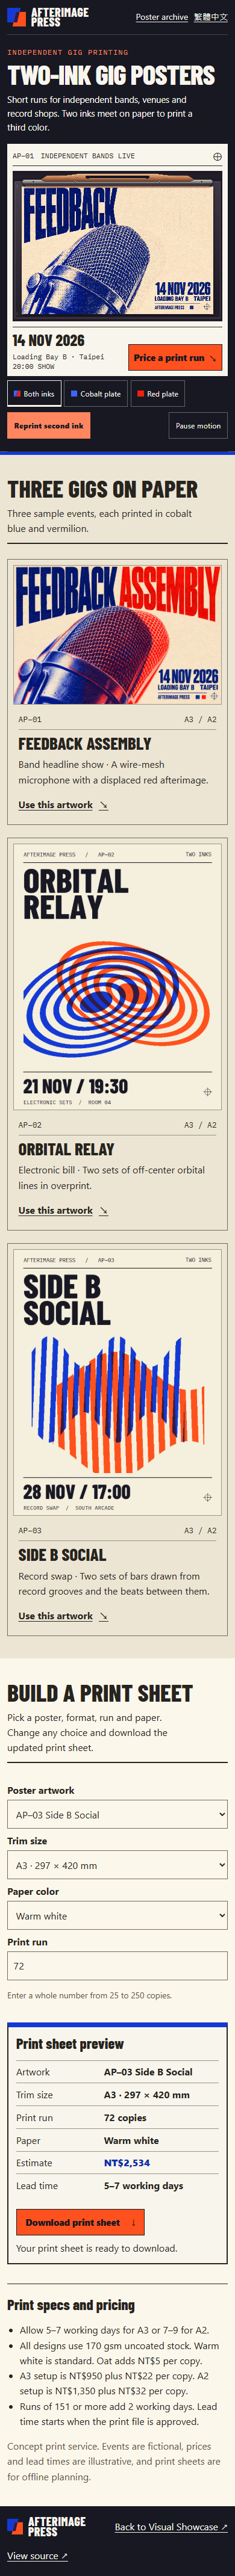 AFTERIMAGE
PRESS
Poster archive 繁體中文
INDEPENDENT GIG PRINTING
TWO-INK GIG POSTERS
Short runs for independent bands, venues and
record shops. Two inks meet on paper to print a
third color.
AP–01 INDEPENDENT BANDS LIVE
FEEDBACK
14 NOV 2026
LOADING BAY B TAIPEI
14 NOV 2026
Loading Bay B · Taipei
20:00 SHOW
Price a print run ↘
Both inks
Cobalt plate
Red plate
Reprint second ink
Pause motion
THREE GIGS ON PAPER
Three sample events, each printed in cobalt
blue and vermilion.
FEEDBACK ASSEMBLY
14 NOV 2026
LOADING BAY B TAIPEI
AP–01 A3 / A2
FEEDBACK ASSEMBLY
Band headline show · A wire-mesh
microphone with a displaced red afterimage.
Use this artwork ↘
AFTERIMAGE PRESS / AP–02 TWO INKS
ORBITAL
RELAY
21 NOV / 19:30
ELECTRONIC SETS / ROOM 04
AP–02 A3 / A2
ORBITAL RELAY
Electronic bill · Two sets of off-center orbital
lines in overprint.
Use this artwork ↘
AFTERIMAGE PRESS / AP–03 TWO INKS
SIDE B
SOCIAL
28 NOV / 17:00
RECORD SWAP / SOUTH ARCADE
AP–03 A3 / A2
SIDE B SOCIAL
Record swap · Two sets of bars drawn from
record grooves and the beats between them.
Use this artwork ↘
BUILD A PRINT SHEET
Pick a poster, format, run and paper.
Change any choice and download the
updated print sheet.
Poster artwork
AP–03 Side B Social
Trim size
A3 · 297 × 420 mm
Paper color
Warm white
Print run
72
Enter a whole number from 25 to 250 copies.
Print sheet preview
Artwork AP–03 Side B Social
Trim size A3 · 297 × 420 mm
Print run 72 copies
Paper Warm white
Estimate NT$2,534
Lead time 5–7 working days
Download print sheet ↓
Your print sheet is ready to download.
Print specs and pricing
• Allow 5–7 working days for A3 or 7–9 for A2.
• All designs use 170 gsm uncoated stock. Warm
white is standard. Oat adds NT$5 per copy.
• A3 setup is NT$950 plus NT$22 per copy. A2
setup is NT$1,350 plus NT$32 per copy.
• Runs of 151 or more add 2 working days. Lead
time starts when the print file is approved.
Concept print service. Events are fictional, prices
and lead times are illustrative, and print sheets are
for offline planning.
AFTERIMAGE
PRESS
Back to Visual Showcase ↗
View source ↗